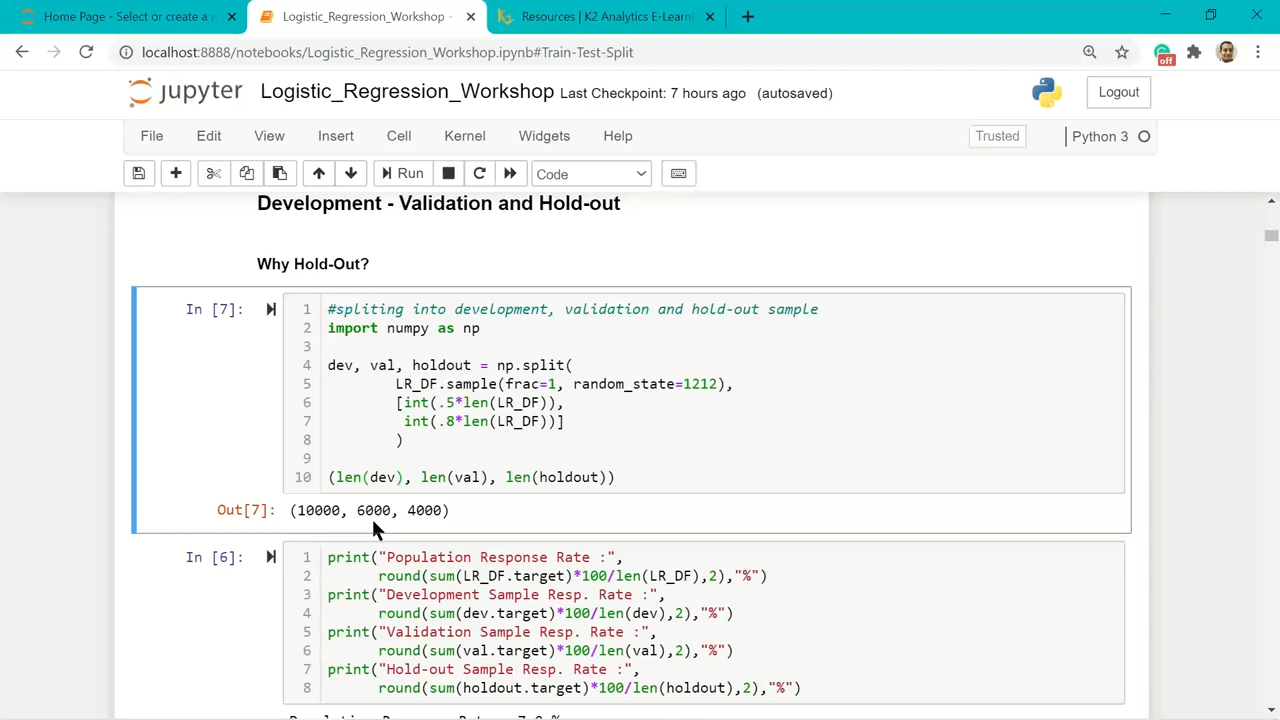 Home Page - Select or create a n
Logistic_Regression_Workshop -
Resources | K2 Analytics E-Learni
localhost:8888/notebooks/Logistic_Regression_Workshop.ipynb#Train-Test-Split
off
jupyter Logistic_Regression_Workshop Last Checkpoint: 7 hours ago (autosaved)
Logout
File Edit View Insert Cell Kernel Widgets Help
Trusted
Python 3
Run
Code
Development - Validation and Hold-out
Why Hold-Out?
In [7]:
1 #spliting into development, validation and hold-out sample
2 import numpy as np
3
4 dev, val, holdout = np.split(
5 LR_DF.sample(frac=1, random_state=1212),
6 [int(.5*len(LR_DF)),
7 int(.8*len(LR_DF))]
8 )
9
10 (len(dev), len(val), len(holdout))
Out[7]: (10000, 6000, 4000)
In [6]:
1 print("Population Response Rate :",
2 round(sum(LR_DF.target)*100/len(LR_DF),2),"%")
3 print("Development Sample Resp. Rate :",
4 round(sum(dev.target)*100/len(dev),2),"%")
5 print("Validation Sample Resp. Rate :",
6 round(sum(val.target)*100/len(val),2),"%")
7 print("Hold-out Sample Resp. Rate :",
8 round(sum(holdout.target)*100/len(holdout),2),"%")